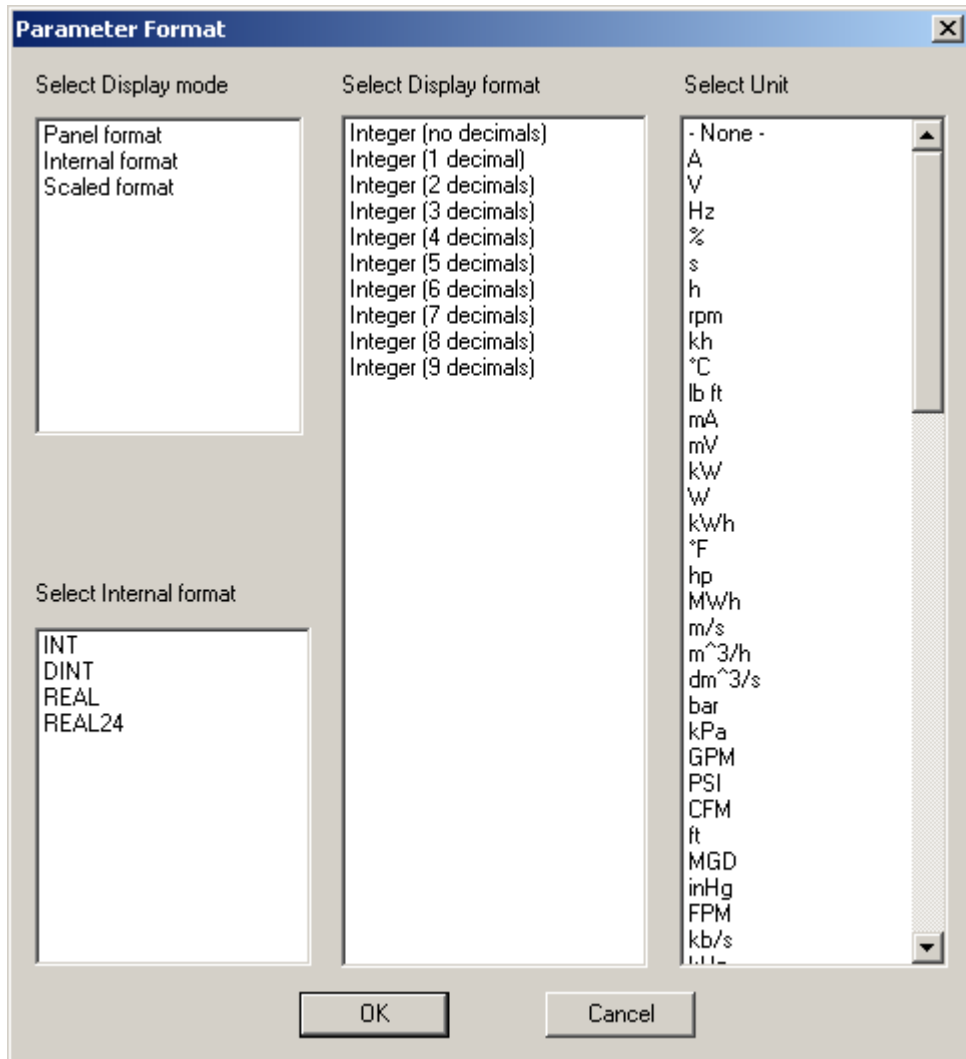 Parameter Format
Select Display mode
Panel format
Internal format
Scaled format
Select Internal format
INT
DINT
REAL
REAL24
Select Display format
Integer (no decimals)
Integer (1 decimal)
Integer (2 decimals)
Integer (3 decimals)
Integer (4 decimals)
Integer (5 decimals)
Integer (6 decimals)
Integer (7 decimals)
Integer (8 decimals)
Integer (9 decimals)
Select Unit
- None -
A
V
Hz
%
s
h
rpm
kh
°C
lb ft
mA
mV
kW
W
kWh
°F
hp
MWh
m/s
m^3/h
dm^3/s
bar
kPa
GPM
PSI
CFM
ft
MGD
inHg
FPM
kb/s
OK
Cancel